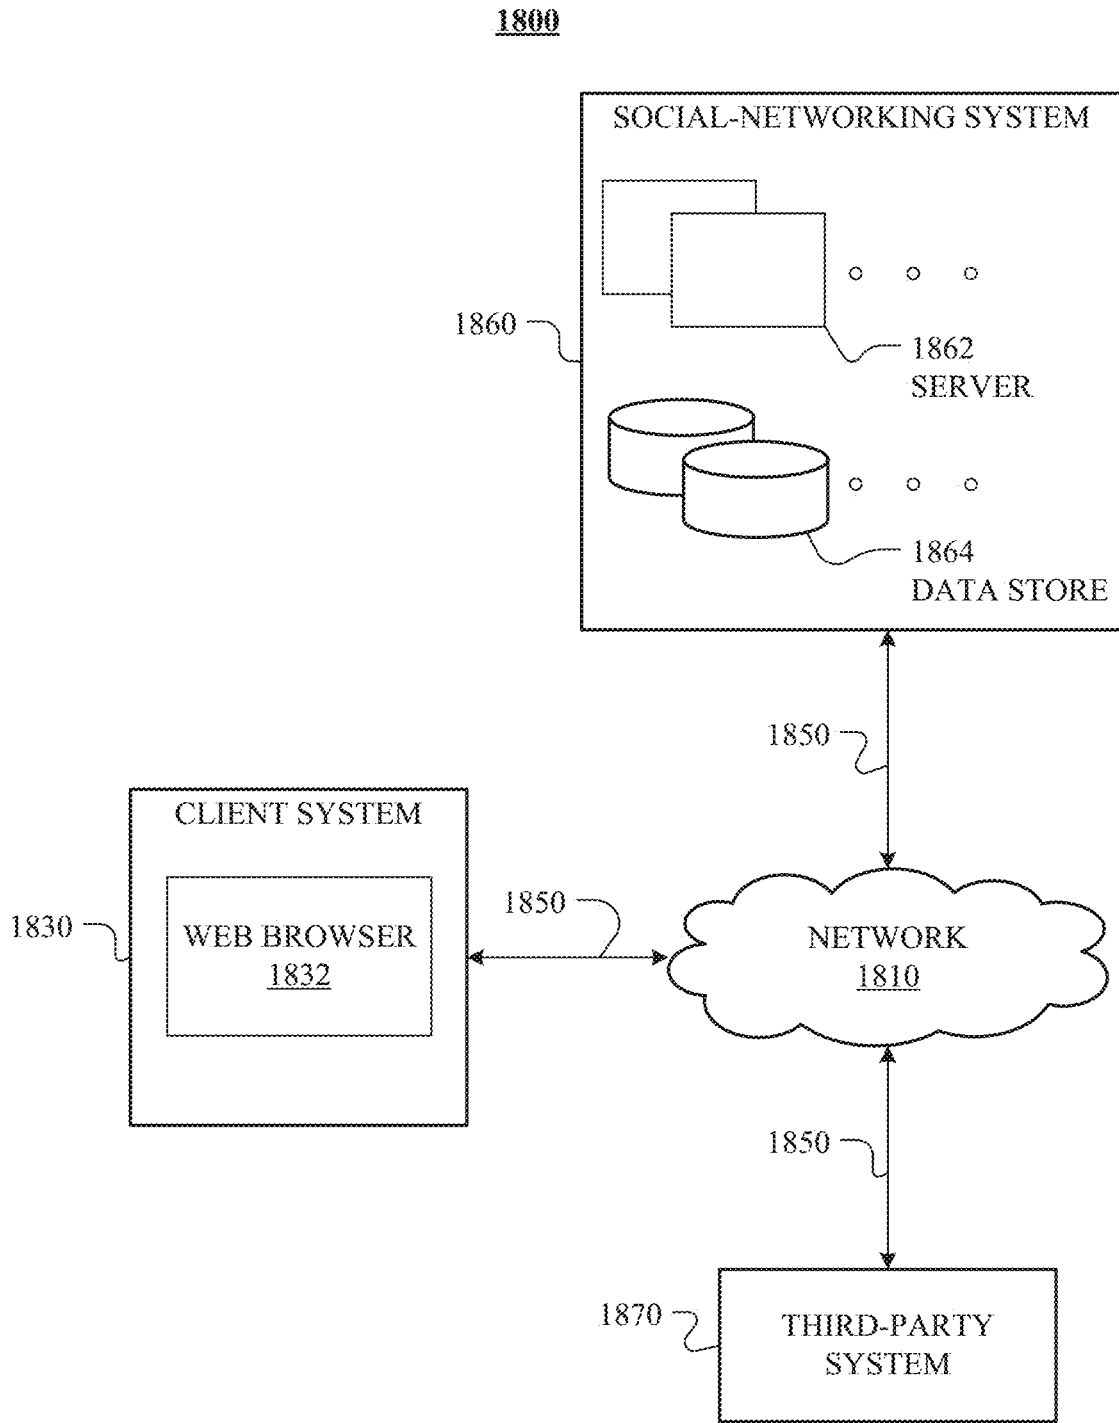 1800
SOCIAL-NETWORKING SYSTEM
1860
1862
SERVER
1864
DATA STORE
1850
CLIENT SYSTEM
1830
WEB BROWSER
1832
1850
NETWORK
1810
1850
1870
THIRD-PARTY
SYSTEM